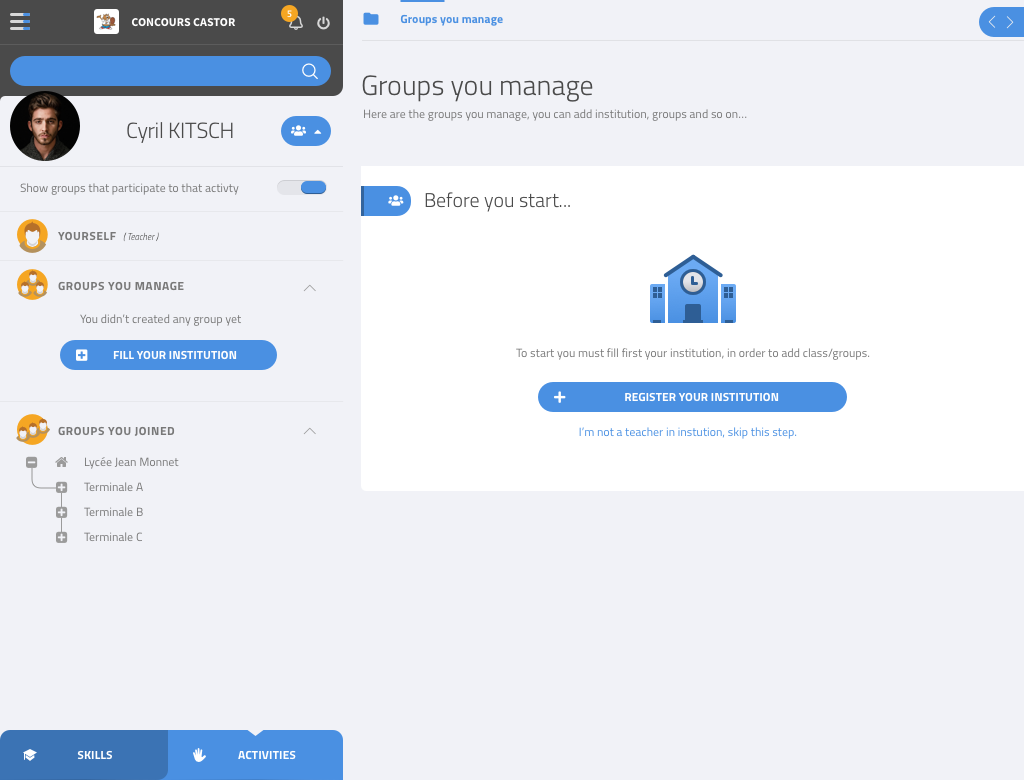 CONCOURS CASTOR
5
Groups you manage
Cyril KITSCH
Show groups that participate to that activty
YOURSELF (Teacher)
GROUPS YOU MANAGE
You didn't created any group yet
FILL YOUR INSTITUTION
GROUPS YOU JOINED
Lycée Jean Monnet
Terminale A
Terminale B
Terminale C
SKILLS
ACTIVITIES
Groups you manage
Here are the groups you manage, you can add institution, groups and so on...
Before you start...
To start you must fill first your institution, in order to add class/groups.
REGISTER YOUR INSTITUTION
I'm not a teacher in instution, skip this step.